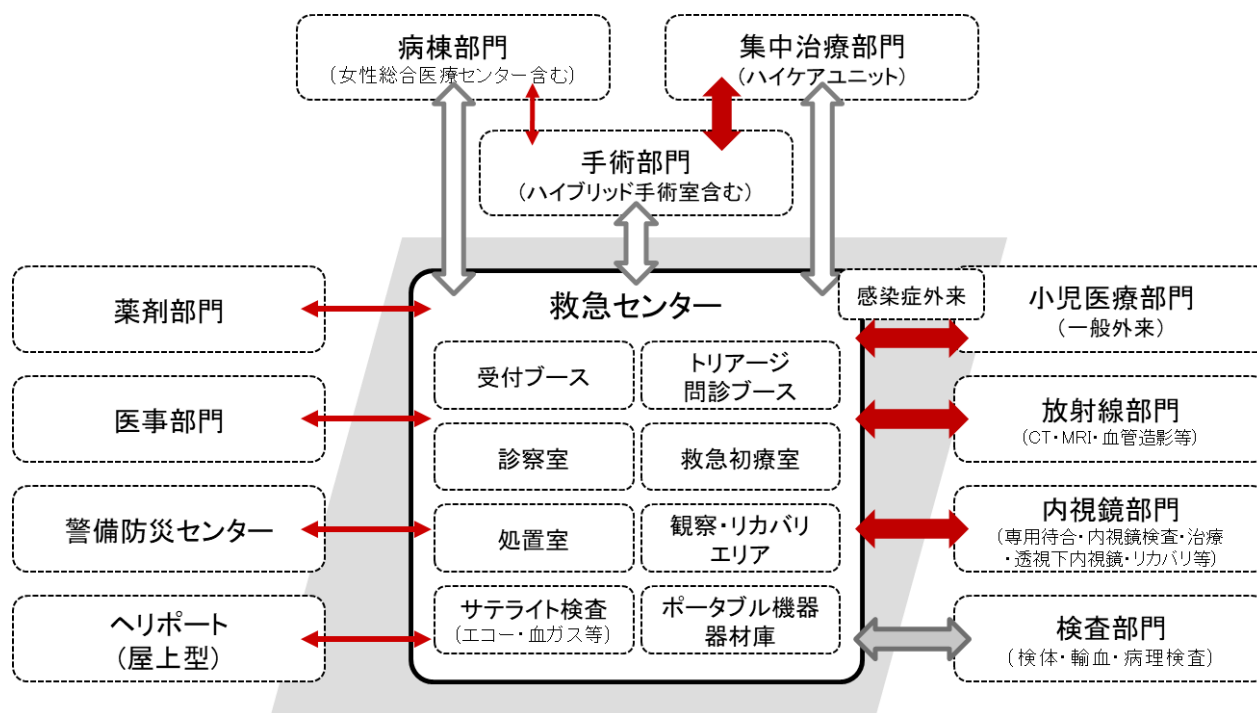 病棟部門
（女性総合医療センター含む）
集中治療部門
（ハイケアユニット）
手術部門
（ハイブリッド手術室含む）
薬剤部門
医事部門
警備防災センター
ヘリポート
（屋上型）
救急センター
受付ブース
トリアージ
問診ブース
診察室
救急初療室
処置室
観察・リカバリ
エリア
サテライト検査
（エコー・血ガス等）
ポータブル機器
器材庫
感染症外来
小児医療部門
（一般外来）
放射線部門
（CT・MRI・血管造影等）
内視鏡部門
（専用待合・内視鏡検査・治療
・透視下内視鏡・リカバリ等）
検査部門
（検体・輸血・病理検査）